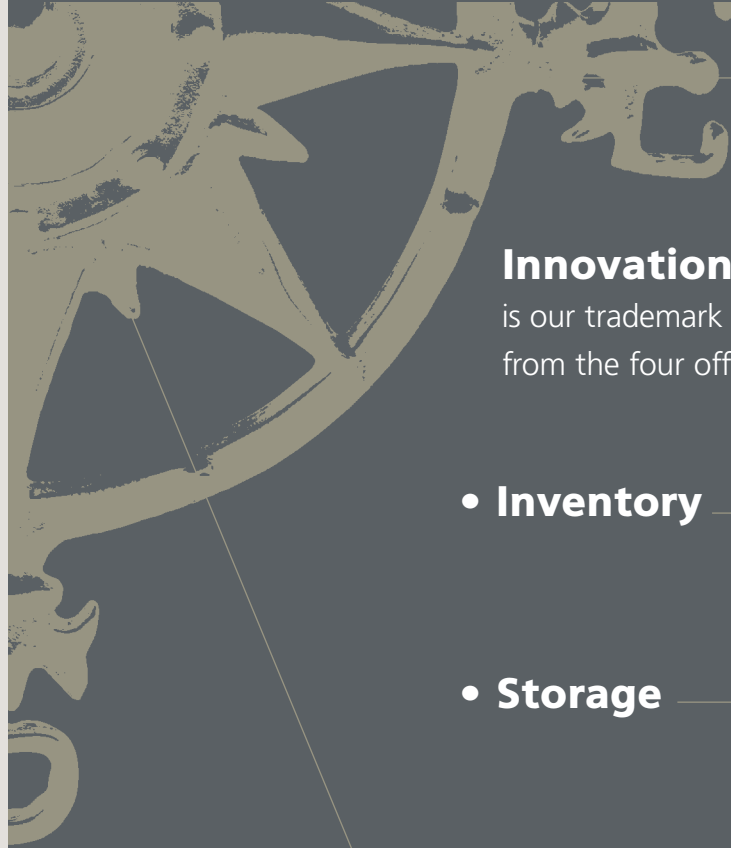 Innovation
is our trademark
from the four off
• Inventory
• Storage